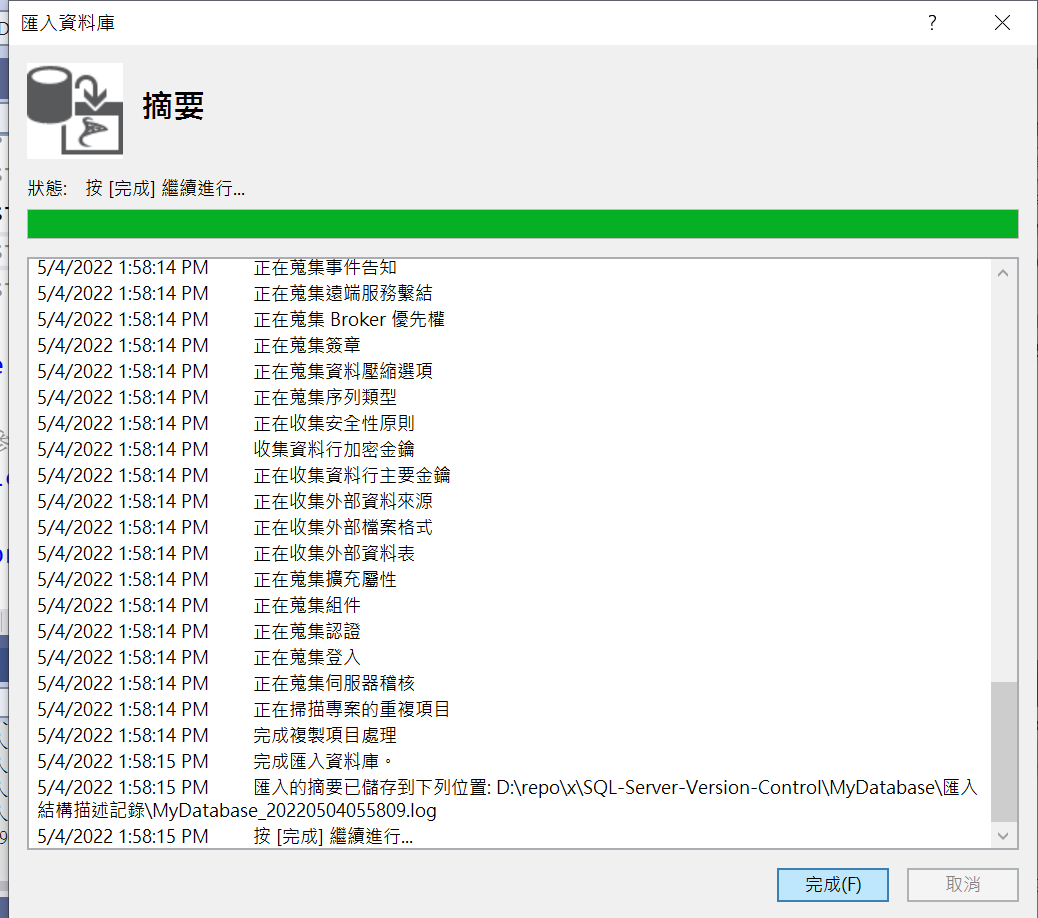 匯入資料庫
?
摘要
狀態: 按 [完成] 繼續進行...
5/4/2022 1:58:14 PM 正在蒐集事件告知
5/4/2022 1:58:14 PM 正在蒐集遠端服務繫結
5/4/2022 1:58:14 PM 正在蒐集 Broker 優先權
5/4/2022 1:58:14 PM 正在蒐集簽章
5/4/2022 1:58:14 PM 正在蒐集資料壓縮選項
5/4/2022 1:58:14 PM 正在蒐集序列類型
5/4/2022 1:58:14 PM 正在收集安全性原則
5/4/2022 1:58:14 PM 收集資料行加密金鑰
5/4/2022 1:58:14 PM 正在收集資料行主要金鑰
5/4/2022 1:58:14 PM 正在收集外部資料來源
5/4/2022 1:58:14 PM 正在收集外部檔案格式
5/4/2022 1:58:14 PM 正在收集外部資料表
5/4/2022 1:58:14 PM 正在蒐集擴充屬性
5/4/2022 1:58:14 PM 正在蒐集組件
5/4/2022 1:58:14 PM 正在蒐集認證
5/4/2022 1:58:14 PM 正在蒐集登入
5/4/2022 1:58:14 PM 正在蒐集伺服器稽核
5/4/2022 1:58:14 PM 正在掃描專案的重複項目
5/4/2022 1:58:14 PM 完成複製項目處理
5/4/2022 1:58:15 PM 完成匯入資料庫。
5/4/2022 1:58:15 PM 匯入的摘要已儲存到下列位置: D:\repo\x\SQL-Server-Version-Control\MyDatabase\匯入
結構描述記錄\MyDatabase_20220504055809.log
5/4/2022 1:58:15 PM 按 [完成] 繼續進行...
完成(F) 取消